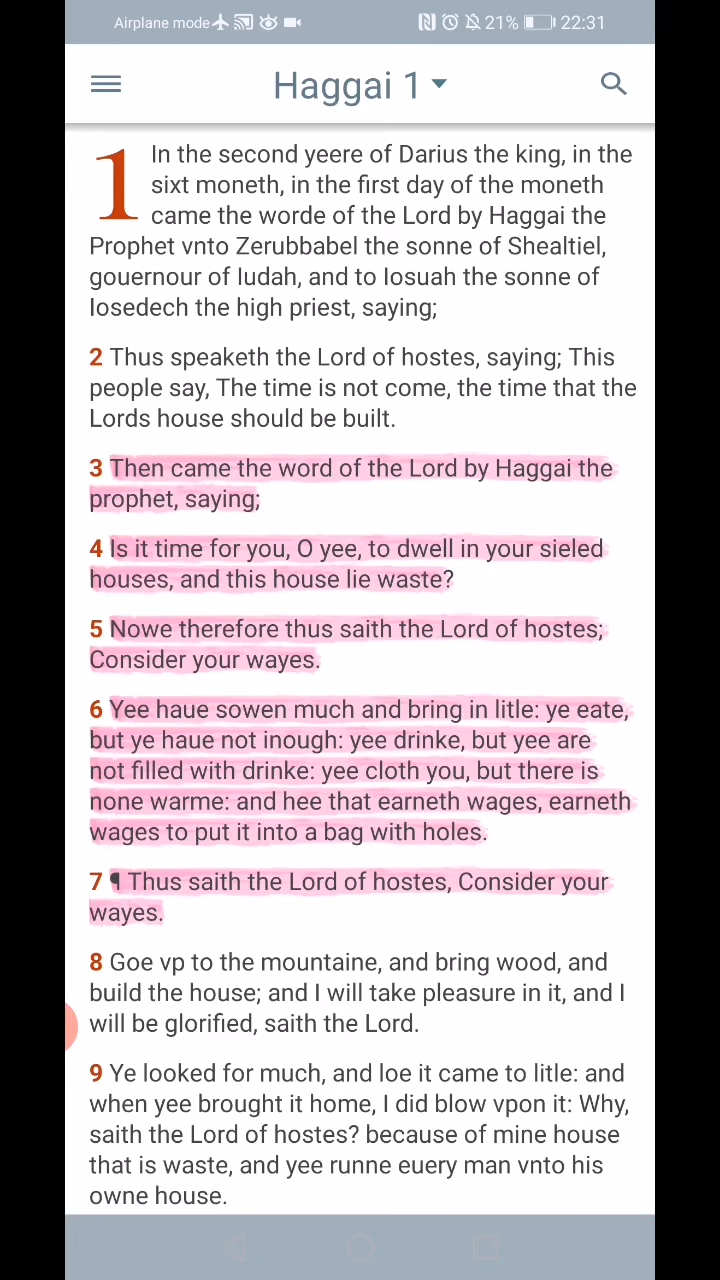 Airplane mode 21% 22:31
Haggai 1
1 In the second yeere of Darius the king, in the
sixt moneth, in the first day of the moneth
came the worde of the Lord by Haggai the
Prophet vnto Zerubbabel the sonne of Shealtiel,
gouernour of Iudah, and to Iosuah the sonne of
Iosedech the high priest, saying;
2 Thus speaketh the Lord of hostes, saying; This
people say, The time is not come, the time that the
Lords house should be built.
3 Then came the word of the Lord by Haggai the
prophet, saying;
4 Is it time for you, O yee, to dwell in your sieled
houses, and this house lie waste?
5 Nowe therefore thus saith the Lord of hostes;
Consider your wayes.
6 Yee haue sowen much and bring in litle: ye eate,
but ye haue not inough: yee drinke, but yee are
not filled with drinke: yee cloth you, but there is
none warme: and hee that earneth wages, earneth
wages to put it into a bag with holes.
7 ¶ Thus saith the Lord of hostes, Consider your
wayes.
8 Goe vp to the mountaine, and bring wood, and
build the house; and I will take pleasure in it, and I
will be glorified, saith the Lord.
9 Ye looked for much, and loe it came to litle: and
when yee brought it home, I did blow vpon it: Why,
saith the Lord of hostes? because of mine house
that is waste, and yee runne euery man vnto his
owne house.